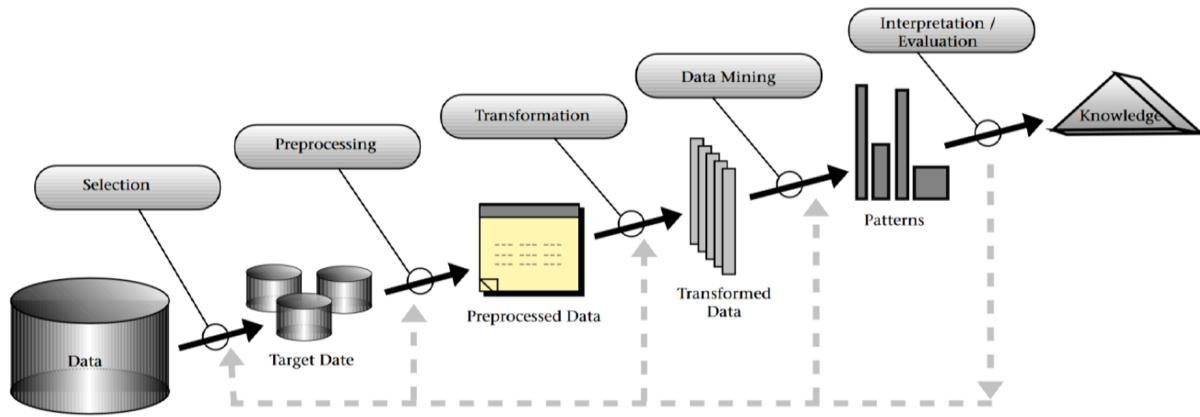 Interpretation /
Evaluation
Data Mining
Transformation
Knowledge
Preprocessing
Selection
Patterns
Transformed
Data
Preprocessed Data
Target Date
Data